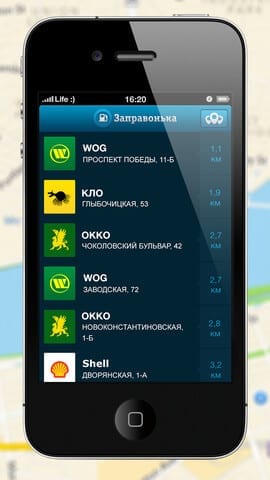 Life :) 16:20
Заправонька
WOG 1,1
ПРОСПЕКТ ПОБЕДЫ, 11-Б КМ
КЛО 1,9
ГЛЫБОЧИЦКАЯ, 53 КМ
ОККО 2,7
ЧОКОЛОВСКИЙ БУЛЬВАР, 42 КМ
WOG 2,7
ЗАВОДСКАЯ, 72 КМ
ОККО 2,8
НОВОКОНСТАНТИНОВСКАЯ, КМ
1-Б
Shell 3,2
ДВОРЯНСКАЯ, 1-А КМ